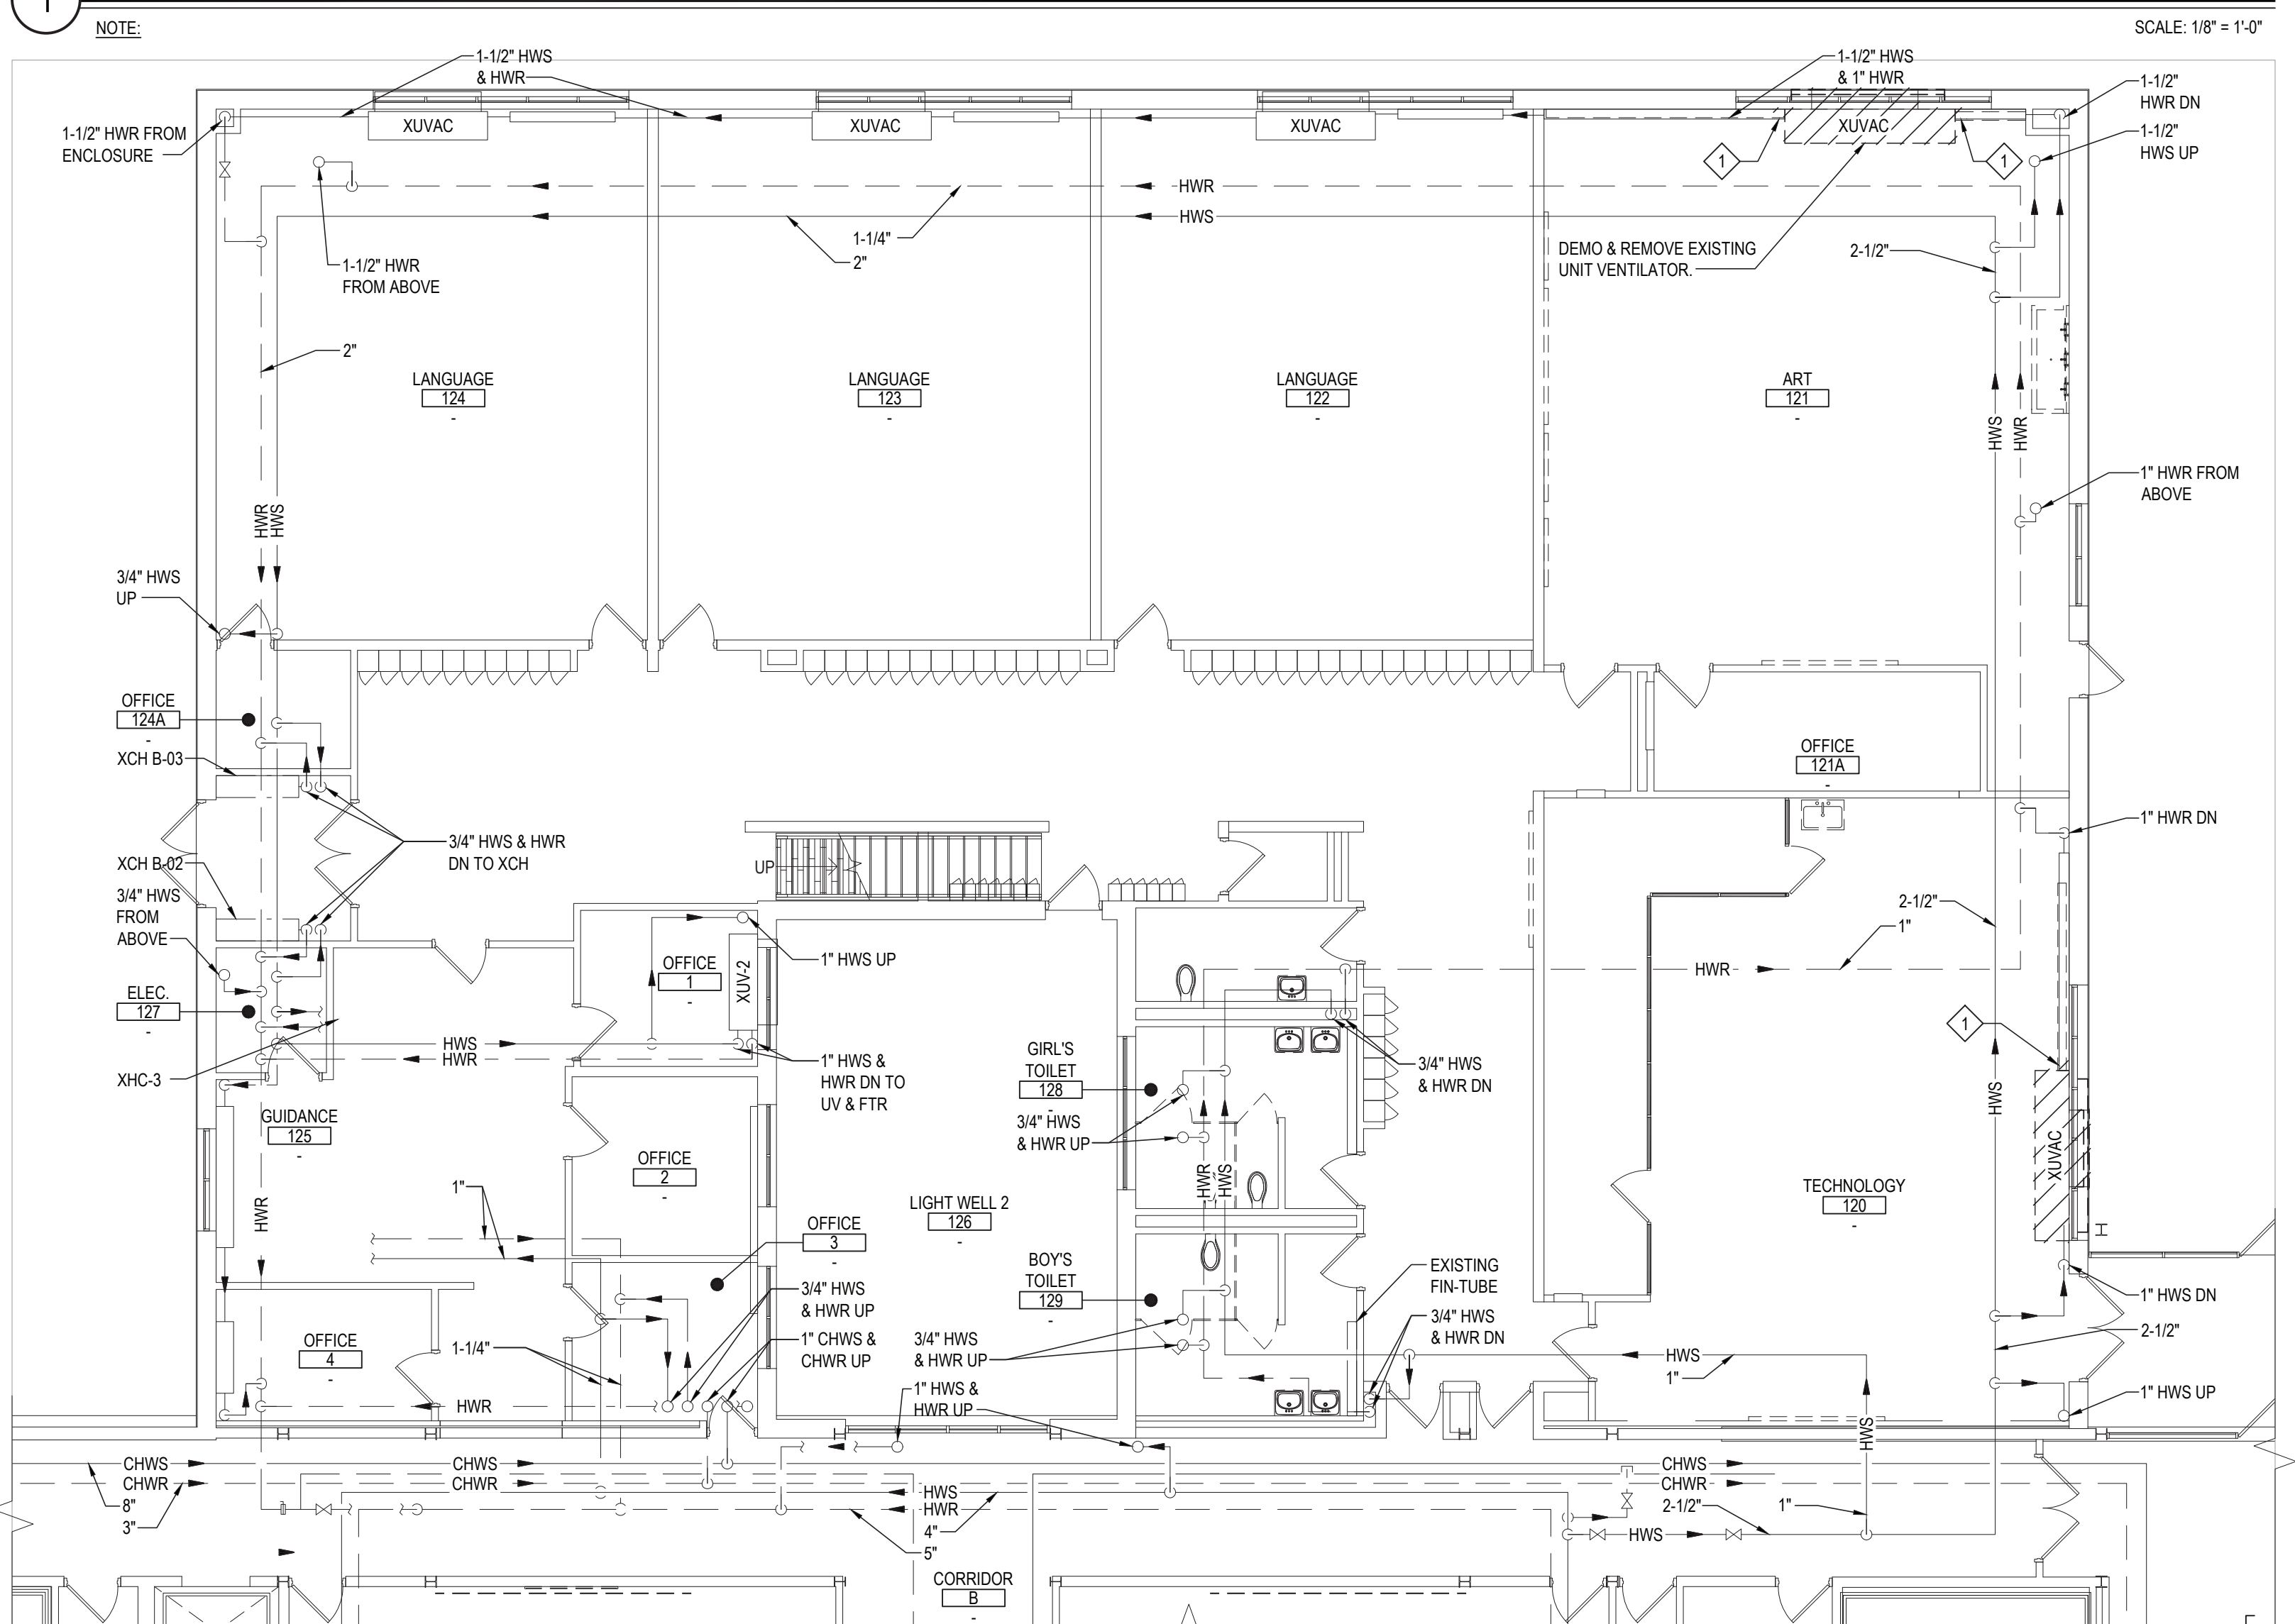 1
NOTE:
SCALE: 1/8" = 1'-0"
1-1/2" HWS
& HWR
1-1/2" HWS
& 1" HWR
1-1/2"
HWR DN
1-1/2" HWR FROM
ENCLOSURE
XUVAC
XUVAC
XUVAC
XUVAC
1-1/2"
HWS UP
1
1
HWR
HWS
1-1/4"
2"
1-1/2" HWR
FROM ABOVE
DEMO & REMOVE EXISTING
UNIT VENTILATOR.
2-1/2"
2"
LANGUAGE
124
-
LANGUAGE
123
-
LANGUAGE
122
-
ART
121
-
HWS
HWR
1" HWR FROM
ABOVE
HWR
HWS
3/4" HWS
UP
OFFICE
124A
-
XCH B-03
OFFICE
121A
-
1" HWR DN
3/4" HWS & HWR
DN TO XCH
UP
XCH B-02
3/4" HWS
FROM
ABOVE
2-1/2"
1"
OFFICE
1
-
XUV-2
1" HWS UP
HWR
ELEC.
127
-
1
HWS
HWR
XHC-3
1" HWS &
HWR DN TO
UV & FTR
GIRL'S
TOILET
128
-
3/4" HWS
& HWR DN
3/4" HWS
& HWR UP
HWS
GUIDANCE
125
-
OFFICE
2
-
HWR
HWS
XUVAC
1"
HWR
LIGHT WELL 2
126
-
TECHNOLOGY
120
-
OFFICE
3
-
BOY'S
TOILET
129
-
EXISTING
FIN-TUBE
3/4" HWS
& HWR UP
1" HWS DN
3/4" HWS
& HWR DN
2-1/2"
OFFICE
4
-
1-1/4"
1" CHWS &
CHWR UP
3/4" HWS
& HWR UP
HWS
1"
1" HWS &
HWR UP
1" HWS UP
HWR
HWS
CHWS
CHWR
CHWS
CHWR
CHWS
CHWR
8"
3"
HWS
HWR
4"
5"
2-1/2"
1"
HWS
CORRIDOR
B
-